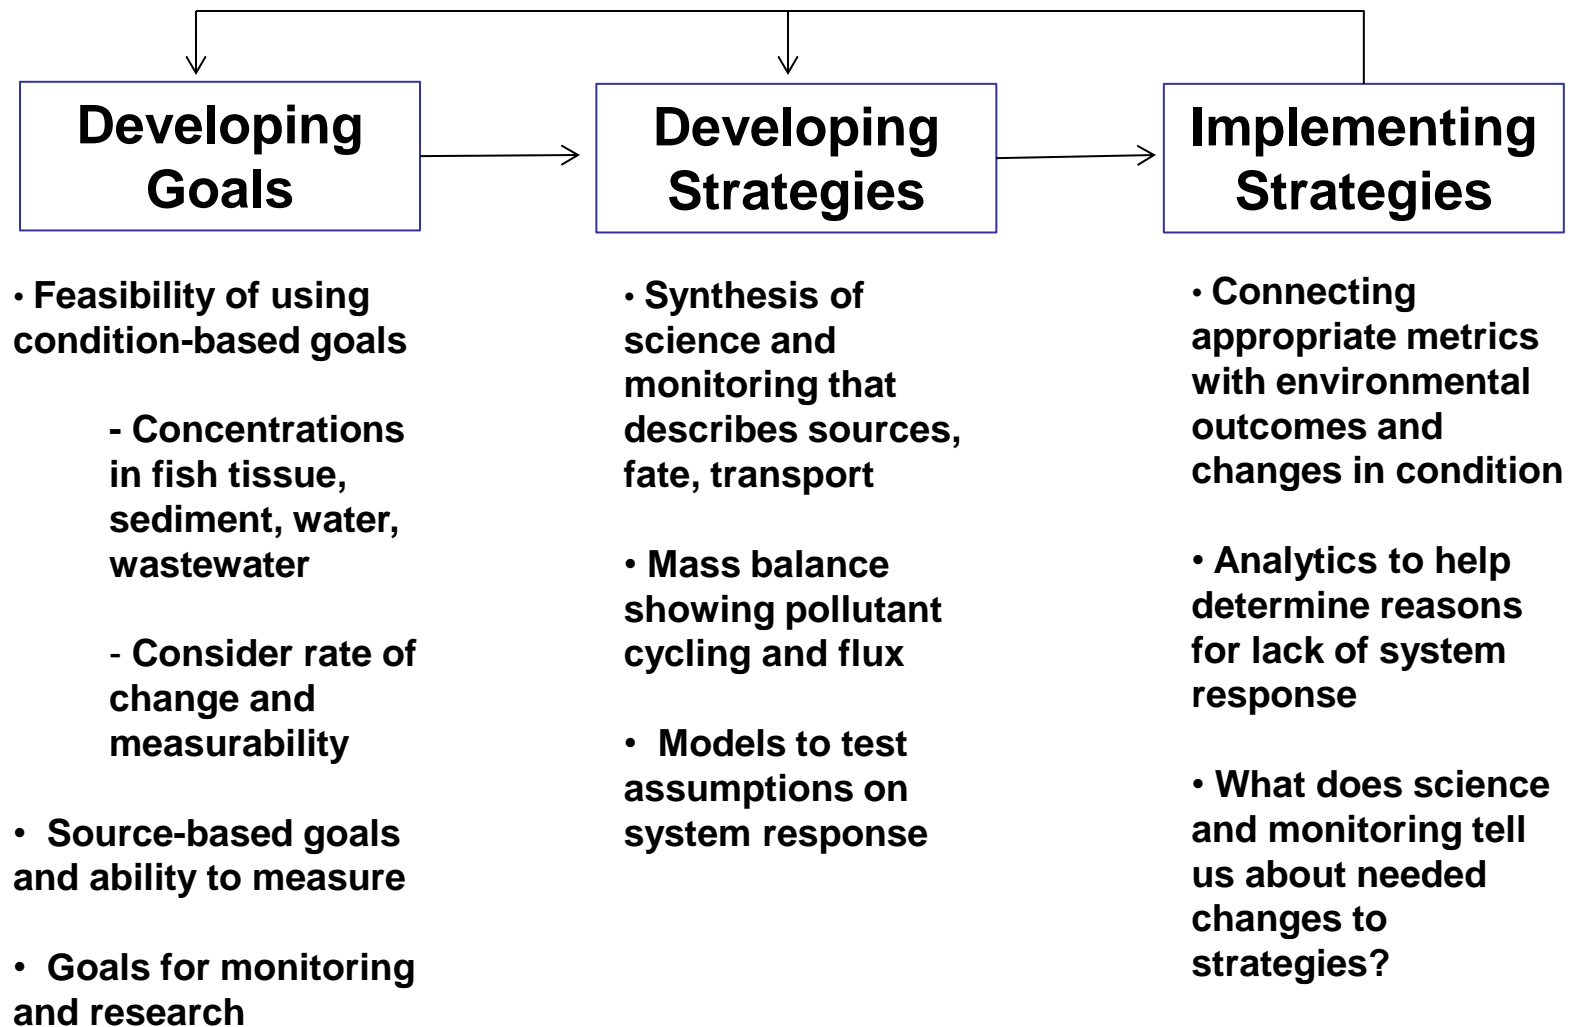 Developing
Goals
Developing
Strategies
Implementing
Strategies
• Feasibility of using
condition-based goals
- Concentrations
in fish tissue,
sediment, water,
wastewater
- Consider rate of
change and
measurability
• Source-based goals
and ability to measure
• Goals for monitoring
and research
• Synthesis of
science and
monitoring that
describes sources,
fate, transport
• Mass balance
showing pollutant
cycling and flux
• Models to test
assumptions on
system response
• Connecting
appropriate metrics
with environmental
outcomes and
changes in condition
• Analytics to help
determine reasons
for lack of system
response
• What does science
and monitoring tell
us about needed
changes to
strategies?